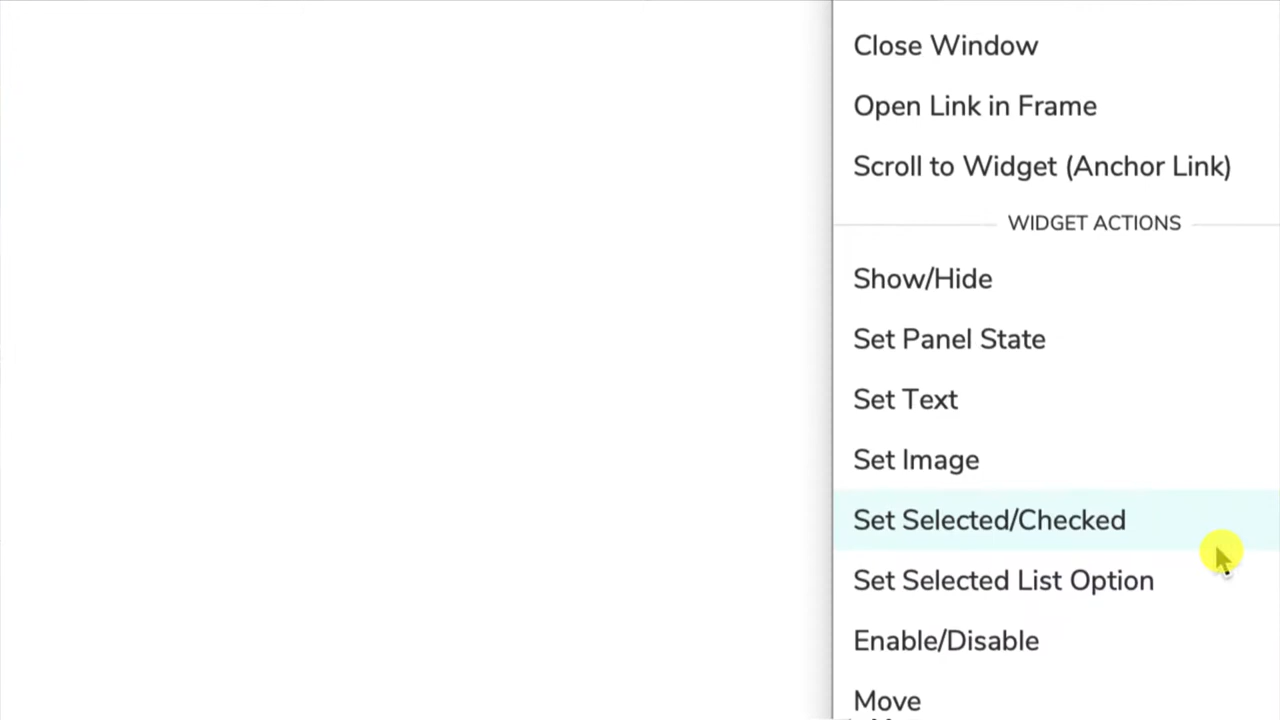 Close Window
Open Link in Frame
Scroll to Widget (Anchor Link)
WIDGET ACTIONS
Show/Hide
Set Panel State
Set Text
Set Image
Set Selected/Checked
Set Selected List Option
Enable/Disable
Move